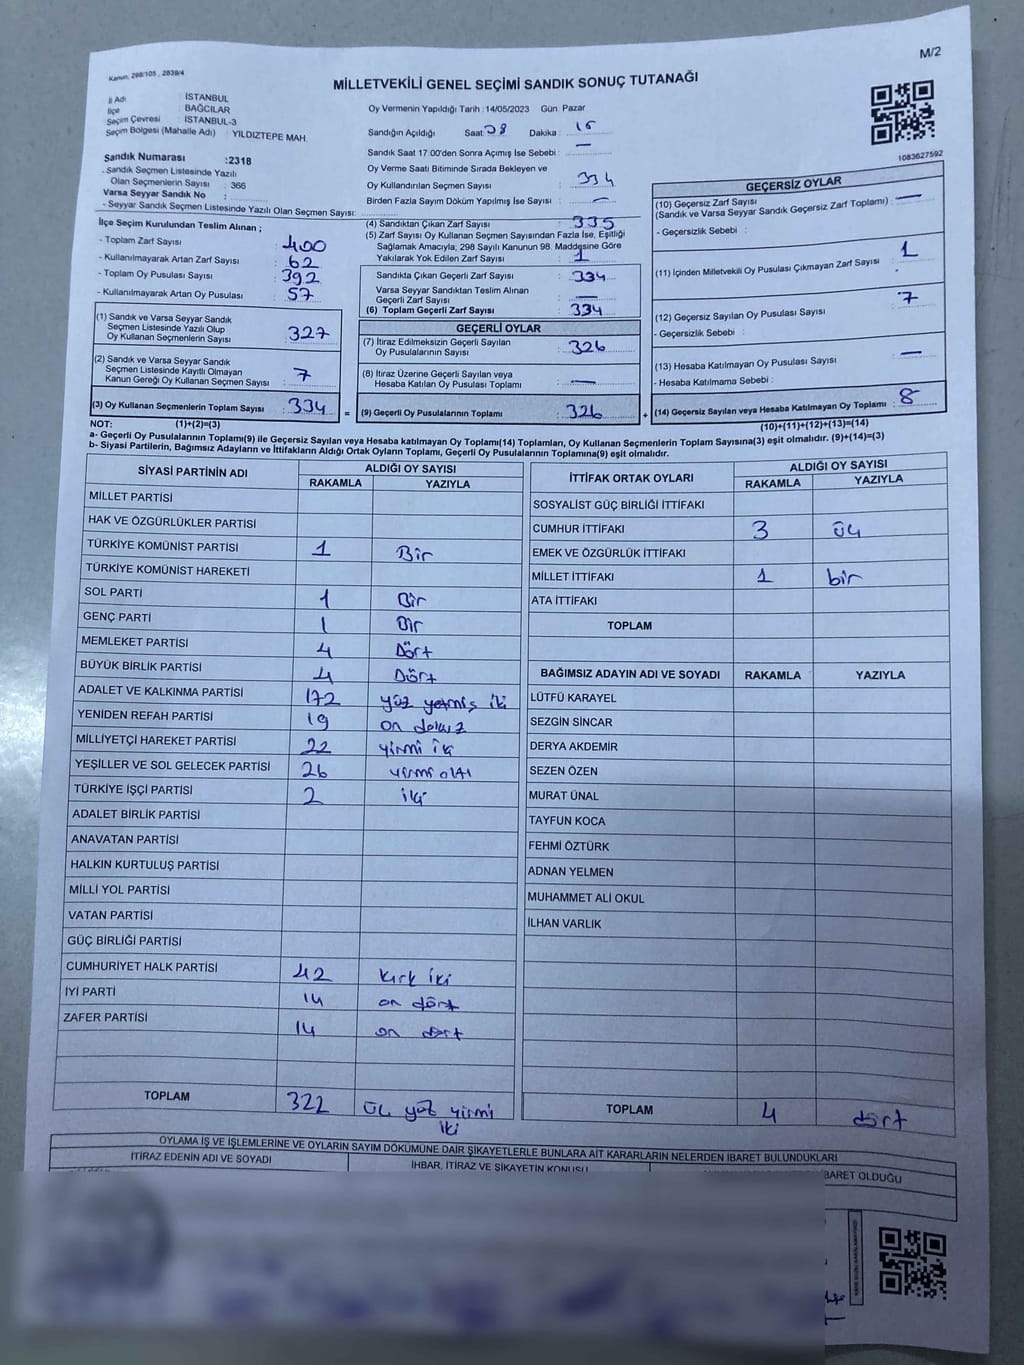 Kanun, 298/105 , 2839/4
M/2
MİLLETVEKİLİ GENEL SEÇİMİ SANDIK SONUÇ TUTANAĞI
İl Adı : İSTANBUL
İlçe : BAĞCILAR
Seçim Çevresi : İSTANBUL-3
Seçim Bölgesi (Mahalle Adı) : YILDIZTEPE MAH.
Sandık Numarası :2318
- Sandık Seçmen Listesinde Yazılı
Olan Seçmenlerin Sayısı : 366
Varsa Seyyar Sandık No :
- Seyyar Sandık Seçmen Listesinde Yazılı Olan Seçmen Sayısı:
Oy Vermenin Yapıldığı Tarih :14/05/2023 Gün: Pazar
Sandığın Açıldığı Saat: 08 Dakika : 15
Sandık Saat 17:00'den Sonra Açımış İse Sebebi : —
Oy Verme Saati Bitiminde Sırada Bekleyen ve
Oy Kullandırılan Seçmen Sayısı : 334
Birden Fazla Sayım Döküm Yapılmış İse Sayısı : —
1083627592
İlçe Seçim Kurulundan Teslim Alınan ;
- Toplam Zarf Sayısı : 400
- Kullanılmayarak Artan Zarf Sayısı : 62
- Toplam Oy Pusulası Sayısı : 392
- Kullanılmayarak Artan Oy Pusulası : 57
(1) Sandık ve Varsa Seyyar Sandık
Seçmen Listesinde Yazılı Olup
Oy Kullanan Seçmenlerin Sayısı : 327
(2) Sandık ve Varsa Seyyar Sandık
Seçmen Listesinde Kayıtlı Olmayan
Kanun Gereği Oy Kullanan Seçmen Sayısı : 7
(3) Oy Kullanan Seçmenlerin Toplam Sayısı : 334 =
(4) Sandıktan Çıkan Zarf Sayısı : 335
(5) Zarf Sayısı Oy Kullanan Seçmen Sayısından Fazla İse, Eşitliği
Sağlamak Amacıyla; 298 Sayılı Kanunun 98. Maddesine Göre
Yakılarak Yok Edilen Zarf Sayısı : 1
Sandıkta Çıkan Geçerli Zarf Sayısı : 334
Varsa Seyyar Sandıktan Teslim Alınan
Geçerli Zarf Sayısı : —
(6) Toplam Geçerli Zarf Sayısı : 334
GEÇERLİ OYLAR
(7) İtiraz Edilmeksizin Geçerli Sayılan
Oy Pusulalarının Sayısı : 326
(8) İtiraz Üzerine Geçerli Sayılan veya
Hesaba Katılan Oy Pusulası Toplamı : —
(9) Geçerli Oy Pusulalarının Toplamı : 326 +
GEÇERSİZ OYLAR
(10) Geçersiz Zarf Sayısı : —
(Sandık ve Varsa Seyyar Sandık Geçersiz Zarf Toplamı)
- Geçersizlik Sebebi :
(11) İçinden Milletvekili Oy Pusulası Çıkmayan Zarf Sayısı : 1
(12) Geçersiz Sayılan Oy Pusulası Sayısı : 7
- Geçersizlik Sebebi :
(13) Hesaba Katılmayan Oy Pusulası Sayısı : —
- Hesaba Katılmama Sebebi :
(14) Geçersiz Sayılan veya Hesaba Katılmayan Oy Toplamı : 8
NOT: (1)+(2)=(3)
(10)+(11)+(12)+(13)=(14)
a- Geçerli Oy Pusulalarının Toplamı(9) ile Geçersiz Sayılan veya Hesaba katılmayan Oy Toplamı(14) Toplamları, Oy Kullanan Seçmenlerin Toplam Sayısına(3) eşit olmalıdır. (9)+(14)=(3)
b- Siyasi Partilerin, Bağımsız Adayların ve İttifakların Aldığı Ortak Oyların Toplamı, Geçerli Oy Pusulalarının Toplamına(9) eşit olmalıdır.
SİYASİ PARTİNİN ADI ALDIĞI OY SAYISI
RAKAMLA YAZIYLA
MİLLET PARTİSİ
HAK VE ÖZGÜRLÜKLER PARTİSİ
TÜRKİYE KOMÜNİST PARTİSİ 1 Bir
TÜRKİYE KOMÜNİST HAREKETİ
SOL PARTİ 1 Bir
GENÇ PARTİ 1 Bir
MEMLEKET PARTİSİ 4 Dört
BÜYÜK BİRLİK PARTİSİ 4 Dört
ADALET VE KALKINMA PARTİSİ 172 yüz yetmiş iki
YENİDEN REFAH PARTİSİ 19 on dokuz
MİLLİYETÇİ HAREKET PARTİSİ 22 yirmi iki
YEŞİLLER VE SOL GELECEK PARTİSİ 26 yirmi altı
TÜRKİYE İŞÇİ PARTİSİ 2 iki
ADALET BİRLİK PARTİSİ
ANAVATAN PARTİSİ
HALKIN KURTULUŞ PARTİSİ
MİLLİ YOL PARTİSİ
VATAN PARTİSİ
GÜÇ BİRLİĞİ PARTİSİ
CUMHURİYET HALK PARTİSİ 42 kırk iki
İYİ PARTİ 14 on dört
ZAFER PARTİSİ 14 on dört
TOPLAM 322 üç yüz yirmi
iki
İTTİFAK ORTAK OYLARI ALDIĞI OY SAYISI
RAKAMLA YAZIYLA
SOSYALİST GÜÇ BİRLİĞİ İTTİFAKI
CUMHUR İTTİFAKI 3 üç
EMEK VE ÖZGÜRLÜK İTTİFAKI
MİLLET İTTİFAKI 1 bir
ATA İTTİFAKI
TOPLAM
BAĞIMSIZ ADAYIN ADI VE SOYADI RAKAMLA YAZIYLA
LÜTFÜ KARAYEL
SEZGİN SİNCAR
DERYA AKDEMİR
SEZEN ÖZEN
MURAT ÜNAL
TAYFUN KOCA
FEHMİ ÖZTÜRK
ADNAN YELMEN
MUHAMMET ALİ OKUL
İLHAN VARLIK
TOPLAM 4 dört
OYLAMA İŞ VE İŞLEMLERİNE VE OYLARIN SAYIM DÖKÜMÜNE DAİR ŞİKAYETLERLE BUNLARA AİT KARARLARIN NELERDEN İBARET BULUNDUKLARI
İTİRAZ EDENİN ADI VE SOYADI İHBAR, İTİRAZ VE ŞİKAYETİN KONUSU BARET OLDUĞU